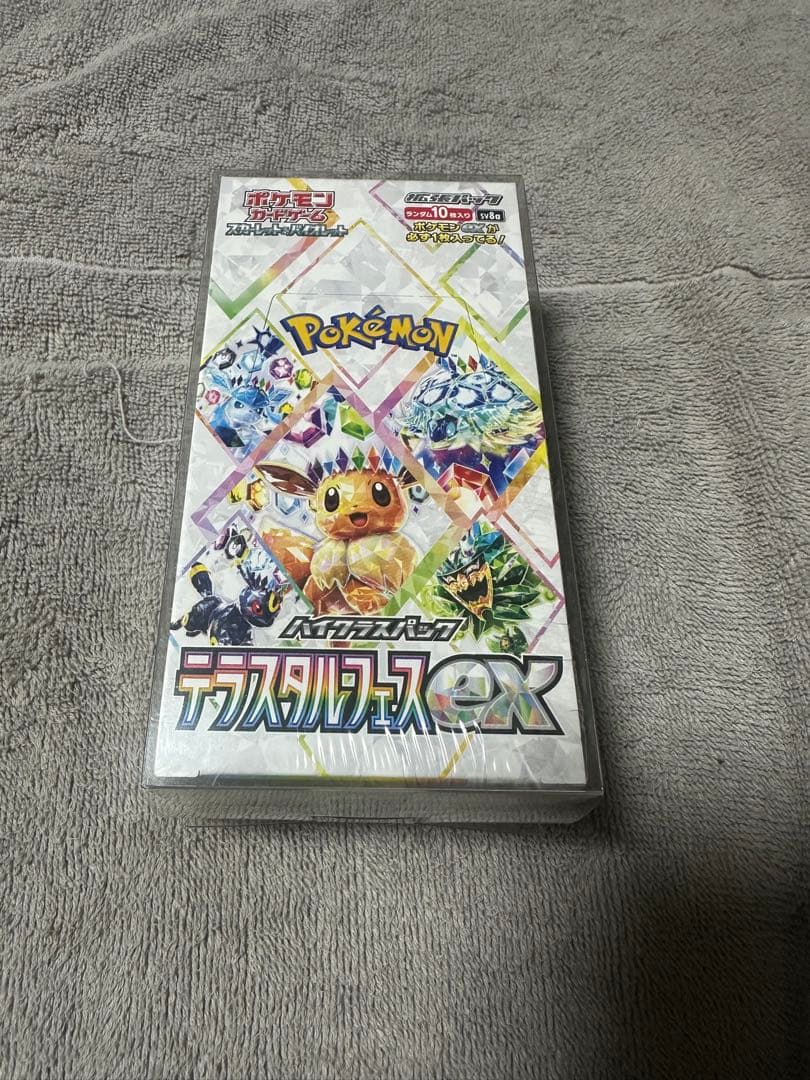 ポケモン
カードゲーム
スカーレット&バイオレット
拡張パック
ランダム10枚入り
sv8a
ポケモンexが
必ず1枚入ってる!
POKéMON
ハイクラスパック
テラスタルフェスex